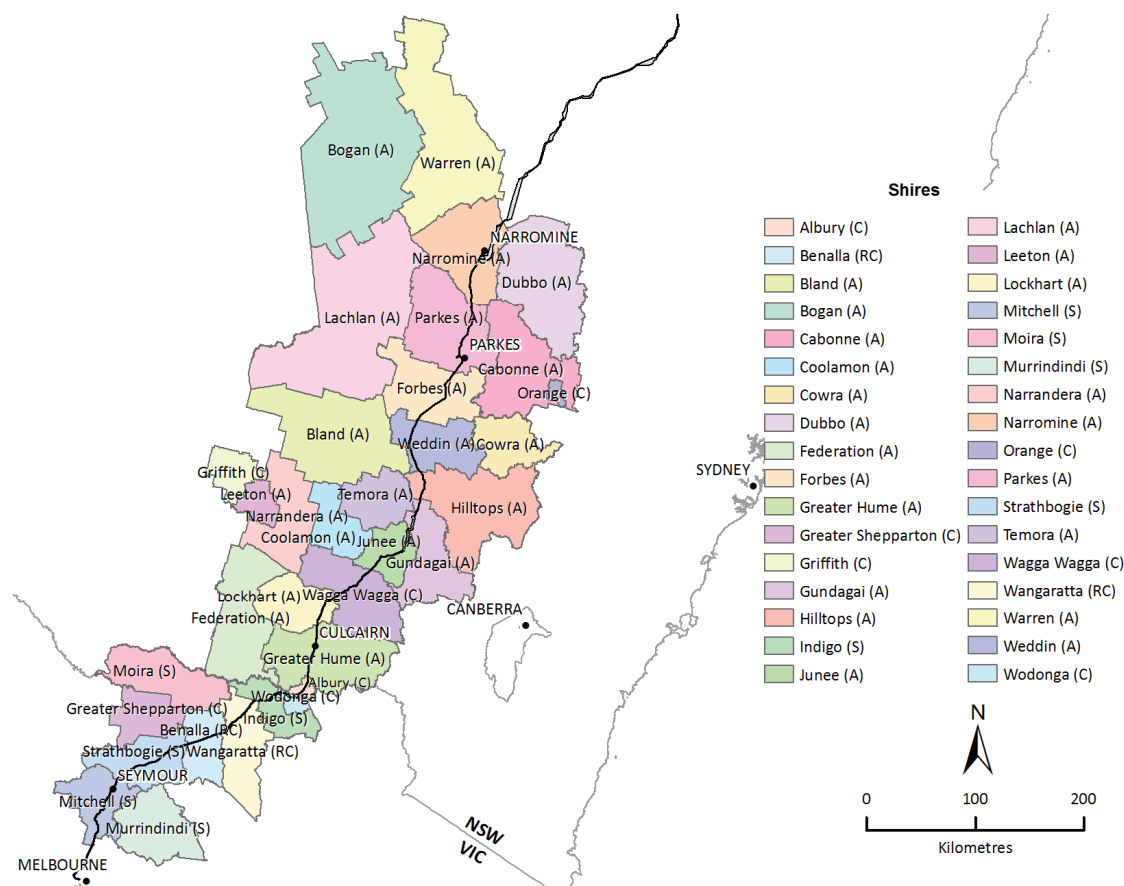 Bogan (A)
Warren (A)
NARROMINE
Narromine (A)
Dubbo (A)
Lachlan (A)
Parkes (A)
PARKES
Cabonne (A)
Forbes (A)
Orange (C)
Bland (A)
Weddin (A)
Cowra (A)
Griffith (C)
Leeton (A)
Temora (A)
Hilltops (A)
Narrandera (A)
Coolamon (A)
Junee (A)
Gundagai (A)
Lockhart (A)
Wagga Wagga (C)
Federation (A)
CULCAIRN
Greater Hume (A)
Moira (S)
Albury (C)
Wodonga (C)
Greater Shepparton (C)
Indigo (S)
Benalla (RC)
Strathbogie (S)
Wangaratta (RC)
SEYMOUR
Mitchell (S)
Murrindindi (S)
MELBOURNE
CANBERRA
SYDNEY
NSW
VIC
Shires
Albury (C)
Benalla (RC)
Bland (A)
Bogan (A)
Cabonne (A)
Coolamon (A)
Cowra (A)
Dubbo (A)
Federation (A)
Forbes (A)
Greater Hume (A)
Greater Shepparton (C)
Griffith (C)
Gundagai (A)
Hilltops (A)
Indigo (S)
Junee (A)
Lachlan (A)
Leeton (A)
Lockhart (A)
Mitchell (S)
Moira (S)
Murrindindi (S)
Narrandera (A)
Narromine (A)
Orange (C)
Parkes (A)
Strathbogie (S)
Temora (A)
Wagga Wagga (C)
Wangaratta (RC)
Warren (A)
Weddin (A)
Wodonga (C)
N
0 100 200
Kilometres